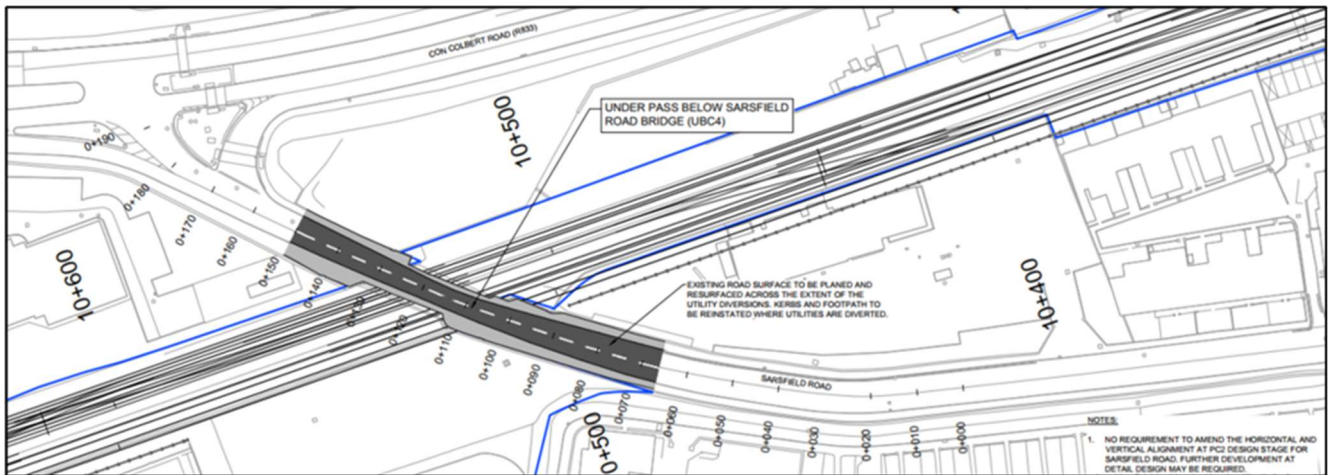 CON COLBERT ROAD (R833)
10+500
UNDER PASS BELOW SARSFIELD
ROAD BRIDGE (UBC4)
0+190
0+180
0+170
0+160
0+150
0+140
10+600
EXISTING ROAD SURFACE TO BE PLANED AND
RESURFACED ACROSS THE EXTENT OF THE
UTILITY DIVERSIONS. KERBS AND FOOTPATH TO
BE REINSTATED WHERE UTILITIES ARE DIVERTED.
10+400
0+110
0+100
0+090
0+080
0+070
0+060
0+050
0+040
0+030
0+020
0+010
0+000
SARSFIELD ROAD
0+500
NOTES:
1. NO REQUIREMENT TO AMEND THE HORIZONTAL AND
VERTICAL ALIGNMENT AT PC2 DESIGN STAGE FOR
SARSFIELD ROAD. FURTHER DEVELOPMENT AT
DETAIL DESIGN MAY BE REQUIRED.